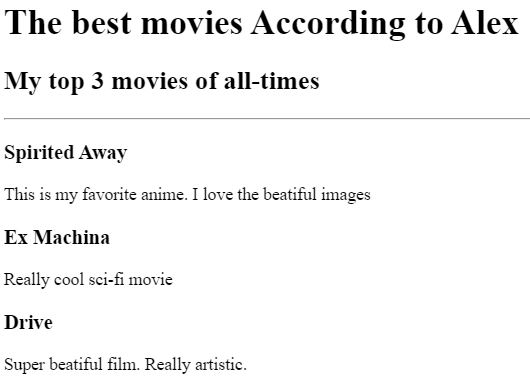 The best movies According to Alex
My top 3 movies of all-times
Spirited Away
This is my favorite anime. I love the beatiful images
Ex Machina
Really cool sci-fi movie
Drive
Super beatiful film. Really artistic.